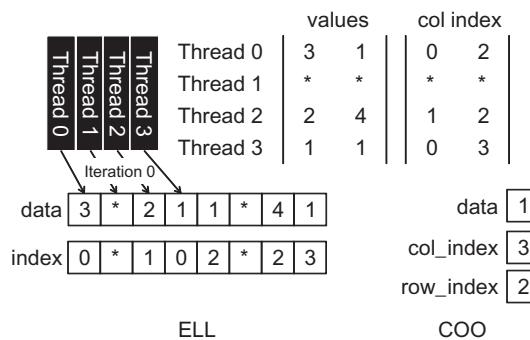 values col index
Thread 0 3 1 0 2
Thread 1 * * * *
Thread 2 2 4 1 2
Thread 3 1 1 0 3
Thread 0
Thread 1
Thread 2
Thread 3
Iteration 0
data 3 * 2 1 1 * 4 1
index 0 * 1 0 2 * 2 3
data 1
col_index 3
row_index 2
ELL COO